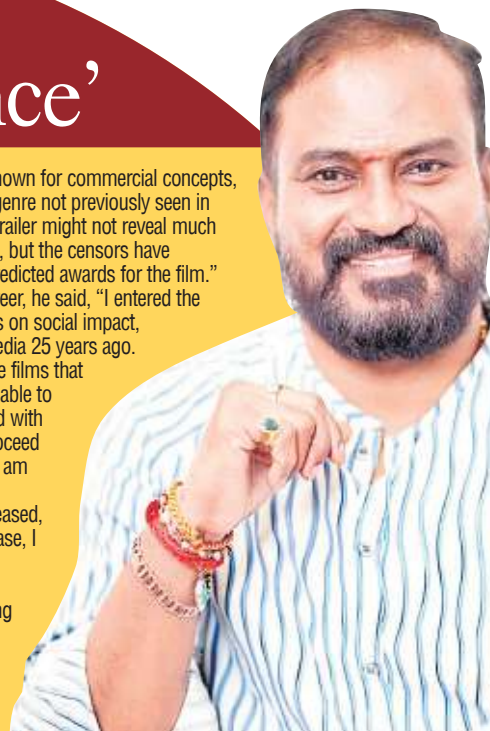 nce’
nown for commercial concepts,
genre not previously seen in
railer might not reveal much
, but the censors have
edicted awards for the film.”
eer, he said, “I entered the
s on social impact,
edia 25 years ago.
e films that
able to
d with
oceed
am
eased,
ase, I
ng